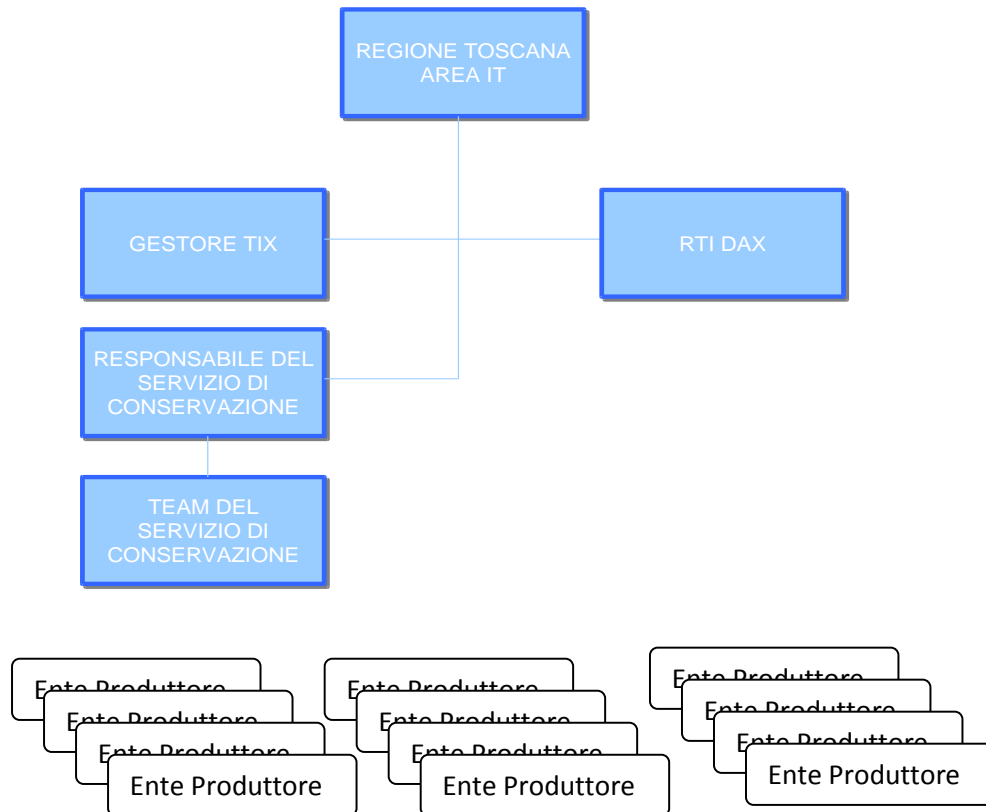 REGIONE TOSCANA
AREA IT
GESTORE TIX
RTI DAX
RESPONSABILE DEL
SERVIZIO DI
CONSERVAZIONE
TEAM DEL
SERVIZIO DI
CONSERVAZIONE
Ente Produttore
Ente Produttore
Ente Produttore
Ente Produttore
Ente Produttore
Ente Produttore
Ente Produttore
Ente Produttore
Ente Produttore
Ente Produttore
Ente Produttore
Ente Produttore